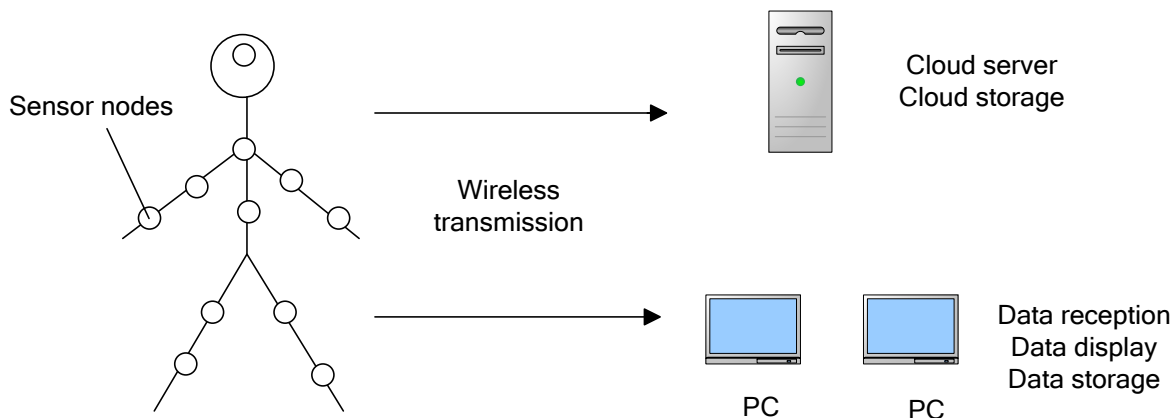 Sensor nodes
Cloud server
Cloud storage
Wireless
transmission
Data reception
Data display
Data storage
PC
PC